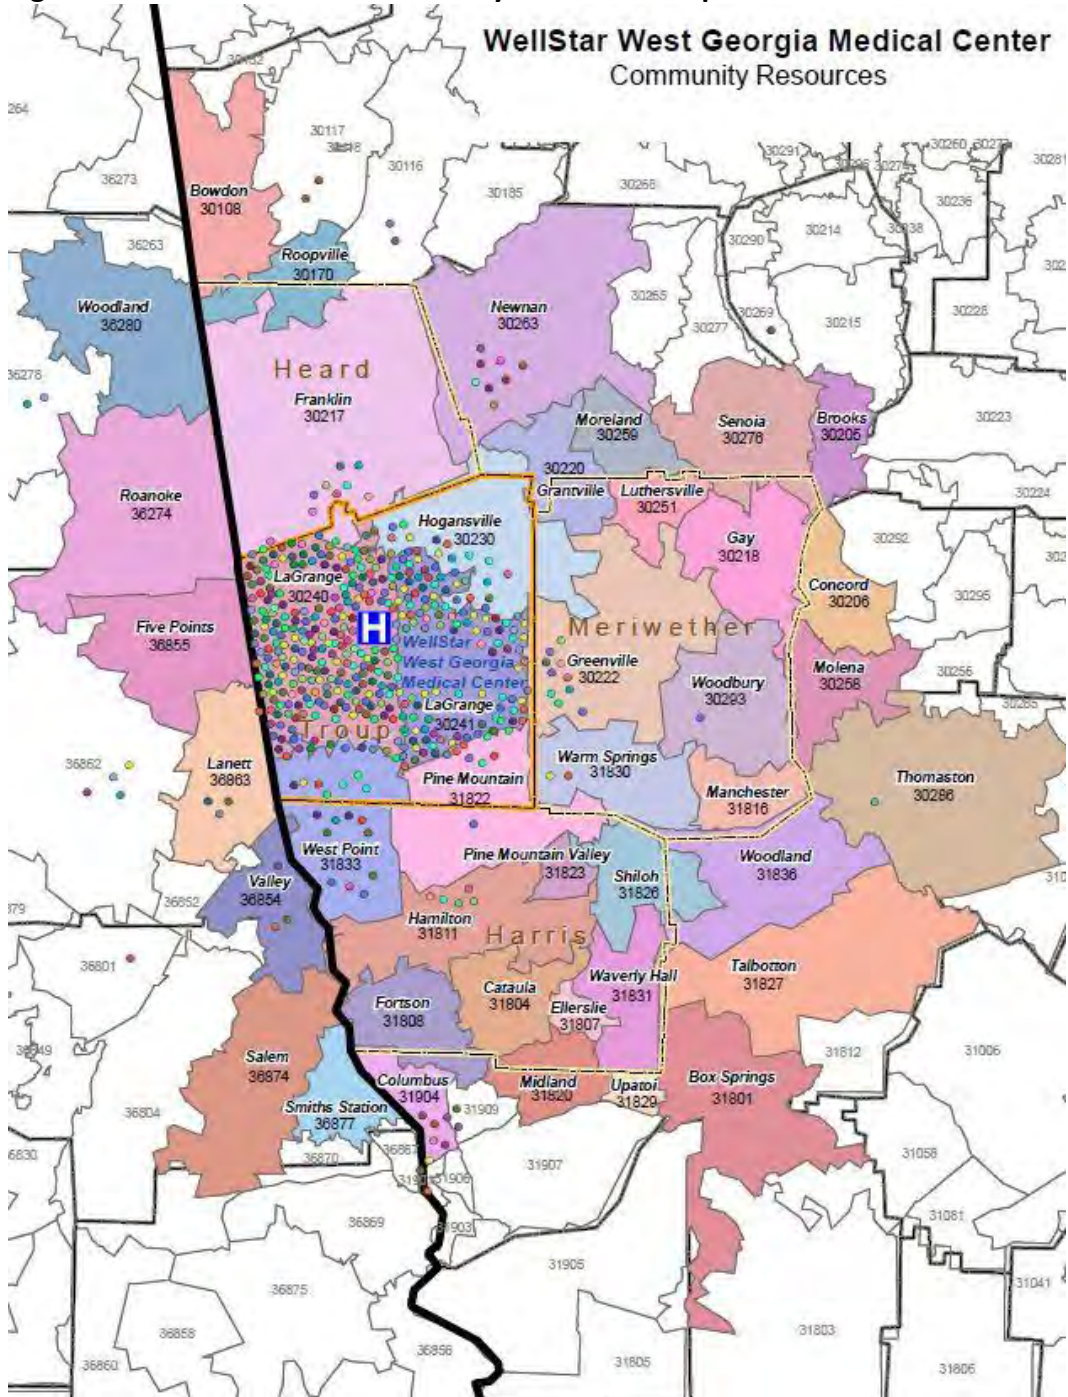 WellStar West Georgia Medical Center
Community Resources
30117
30116
36273
30185
30268
30291
30260
30281
30236
Bowdon
30108
36263
30290
30214
Roopville
30170
Woodland
36280
Newnan
30263
30265
30277
30269
30215
30228
36278
Heard
Franklin
30217
Moreland
30259
Senoia
30276
Brooks
30205
30223
Roanoke
36274
30220
Grantville
Luthersville
30251
30224
Hogansville
30230
Gay
30218
30292
LaGrange
30240
Concord
30206
30295
Five Points
36855
H
WellStar
West Georgia
Medical Center
Meriwether
Greenville
30222
Woodbury
30293
Molena
30258
30256
LaGrange
30241
Troup
30285
36862
Lanett
36863
Pine Mountain
31822
Warm Springs
31830
Manchester
31816
Thomaston
30286
West Point
31833
Pine Mountain Valley
31823
Shiloh
31826
Woodland
31836
Valley
36854
36852
Hamilton
31811
Harris
36801
Waverly Hall
31831
Talbotton
31827
Fortson
31808
Cataula
31804
Ellerslie
31807
Salem
36874
31812
31006
Columbus
31904
Midland
31820
Upatoi
31829
Box Springs
31801
36804
Smiths Station
36877
31909
36870
31907
31058
36869
31903
31081
31905
36875
31041
36858
31803
36856
36860
31805
31806